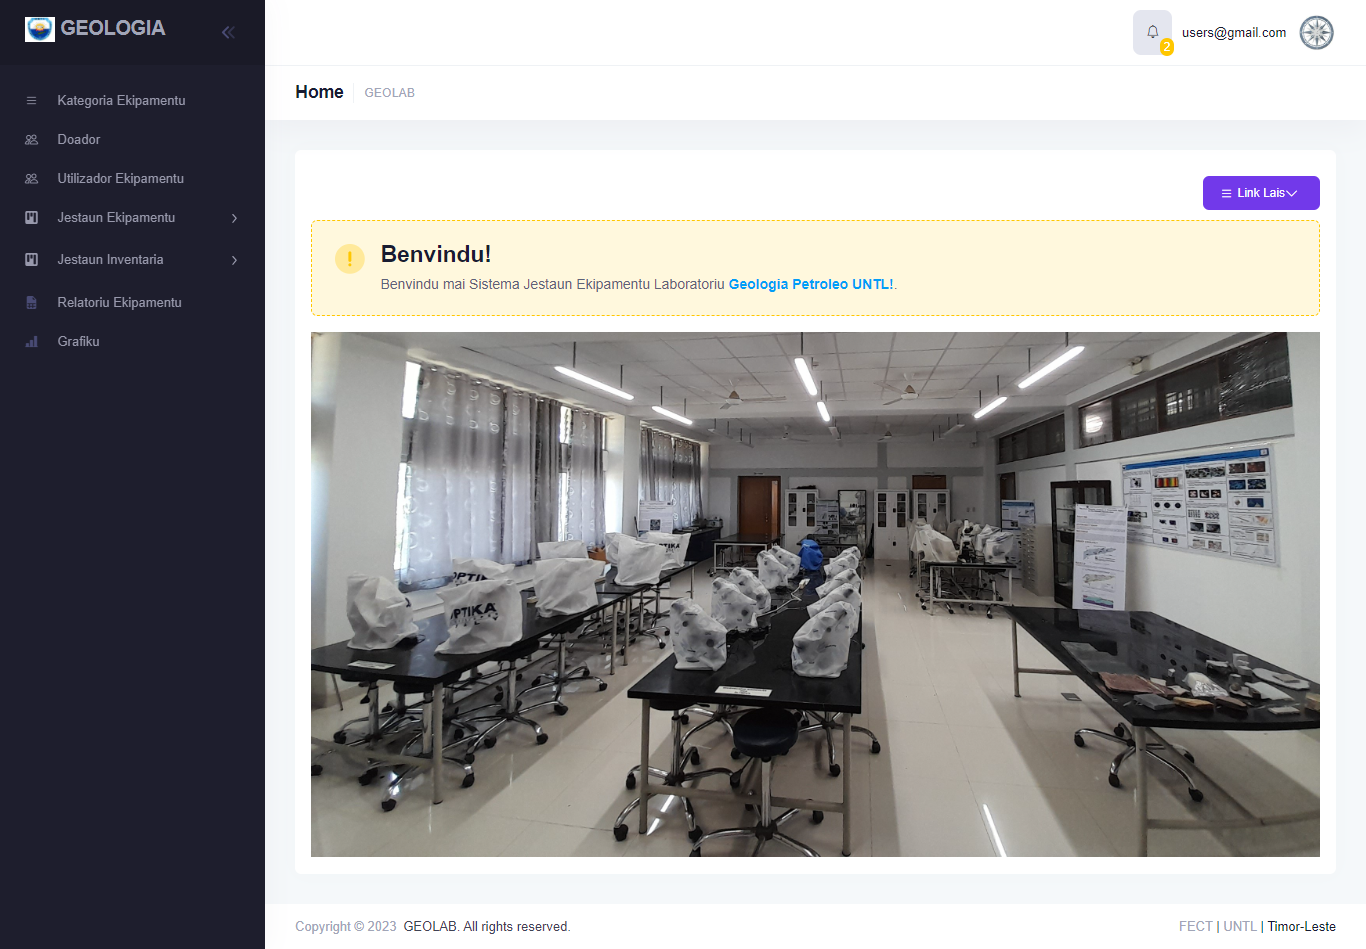 GEOLOGIA
2
users@gmail.com
Home
GEOLAB
Kategoria Ekipamentu
Doador
Utilizador Ekipamentu
Jestaun Ekipamentu
Jestaun Inventaria
Relatoriu Ekipamentu
Grafiku
Link Lais
Benvindu!
Benvindu mai Sistema Jestaun Ekipamentu Laboratoriu Geologia Petroleo UNTL!.
OPTIKA
Copyright © 2023 GEOLAB. All rights reserved.
FECT | UNTL | Timor-Leste